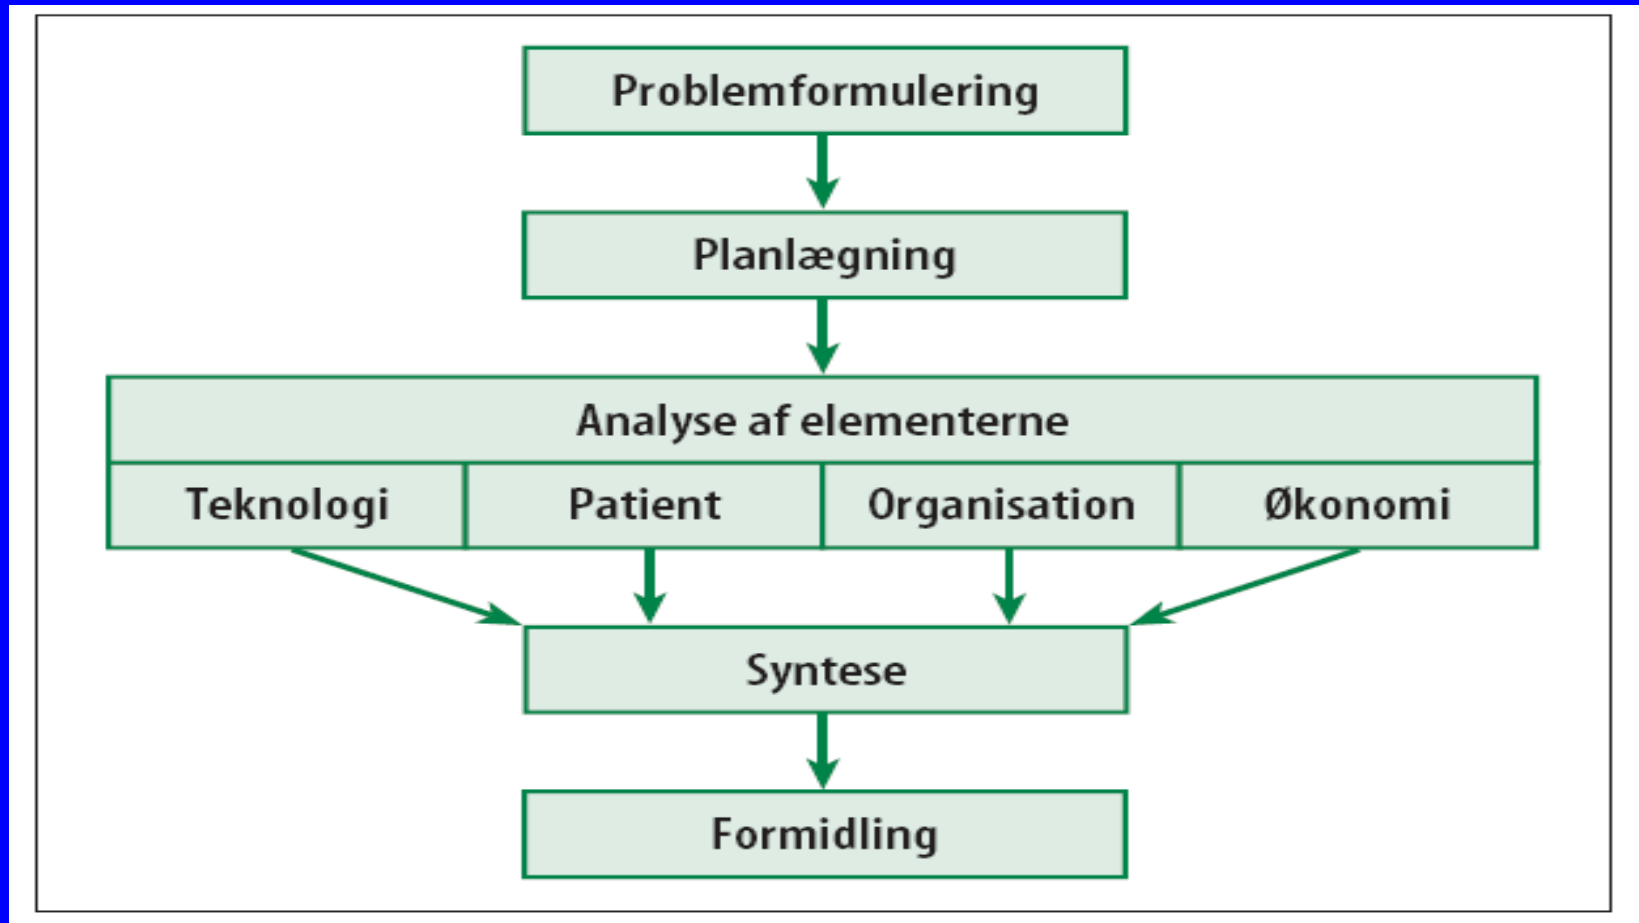 Problemformulering
Planlægning
Analyse af elementerne
Teknologi Patient Organisation Økonomi
Syntese
Formidling